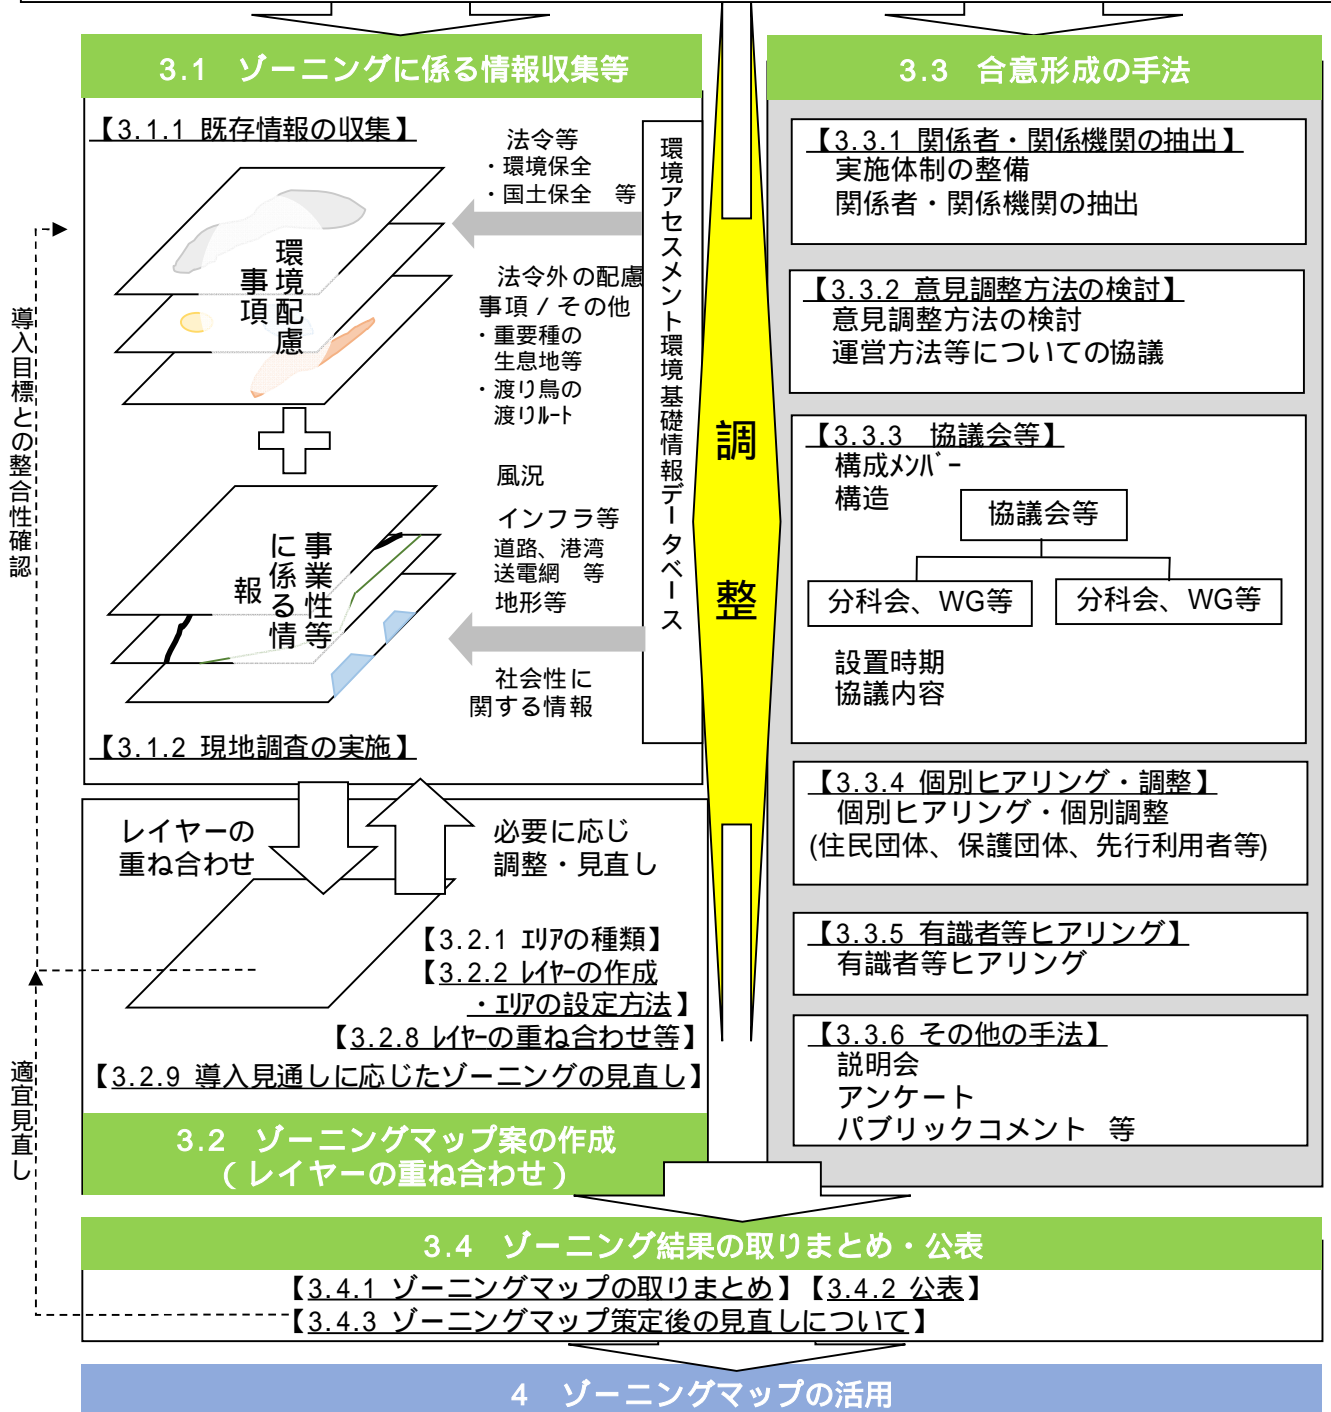 3.1 ゾーニングに係る情報収集等
【3.1.1 既存情報の収集】
法令等
・環境保全
・国土保全 等
環境配慮
事項
法令外の配慮
事項 / その他
・重要種の
生息地等
・渡り鳥の
渡りﾙｰﾄ
風況
インフラ等
道路、港湾
送電網 等
地形等
事業性等
に係る情
報
社会性に
関する情報
環境アセスメント環境基礎情報データベース
【3.1.2 現地調査の実施】
レイヤーの
重ね合わせ
必要に応じ
調整・見直し
【3.2.1 ｴﾘｱの種類】
【3.2.2 ﾚｲﾔｰの作成
・ｴﾘｱの設定方法】
【3.2.8 ﾚｲﾔｰの重ね合わせ等】
【3.2.9 導入見通しに応じたゾーニングの見直し】
3.2 ゾーニングマップ案の作成
（レイヤーの重ね合わせ）
導入目標との整合性確認
適宜見直し
調
整
3.3 合意形成の手法
【3.3.1 関係者・関係機関の抽出】
実施体制の整備
関係者・関係機関の抽出
【3.3.2 意見調整方法の検討】
意見調整方法の検討
運営方法等についての協議
【3.3.3 協議会等】
構成ﾒﾝﾊﾞｰ
構造
協議会等
分科会、WG等
分科会、WG等
設置時期
協議内容
【3.3.4 個別ヒアリング・調整】
個別ヒアリング・個別調整
(住民団体、保護団体、先行利用者等)
【3.3.5 有識者等ヒアリング】
有識者等ヒアリング
【3.3.6 その他の手法】
説明会
アンケート
パブリックコメント 等
3.4 ゾーニング結果の取りまとめ・公表
【3.4.1 ゾーニングマップの取りまとめ】【3.4.2 公表】
【3.4.3 ゾーニングマップ策定後の見直しについて】
4 ゾーニングマップの活用